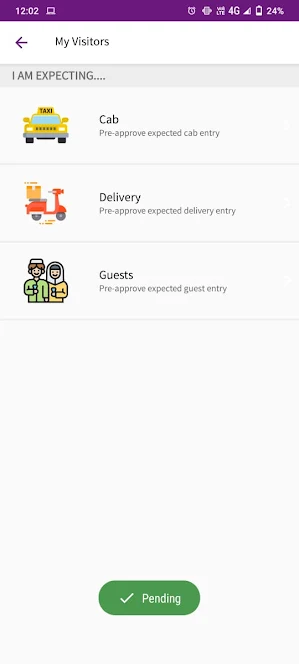 12:02 4G 24%
My Visitors
I AM EXPECTING....
TAXI
Cab
Pre-approve expected cab entry
Delivery
Pre-approve expected delivery entry
Guests
Pre-approve expected guest entry
Pending